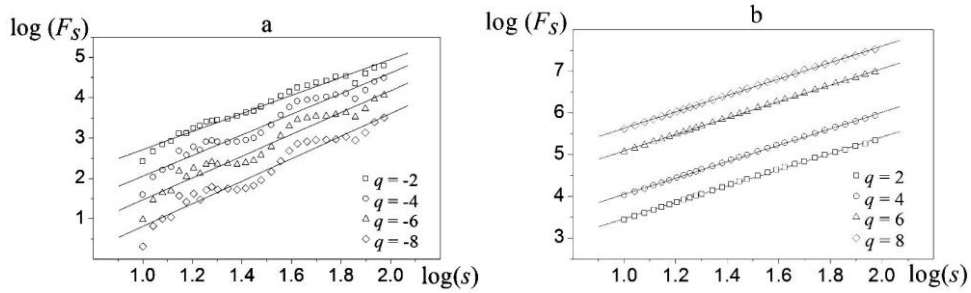 a
log (Fs)
5
4
3
2
1
□ q = -2
○ q = -4
△ q = -6
◇ q = -8
1.0 1.2 1.4 1.6 1.8 2.0
log(s)
b
log (Fs)
7
6
5
4
3
□ q = 2
○ q = 4
△ q = 6
◇ q = 8
1.0 1.2 1.4 1.6 1.8 2.0
log(s)